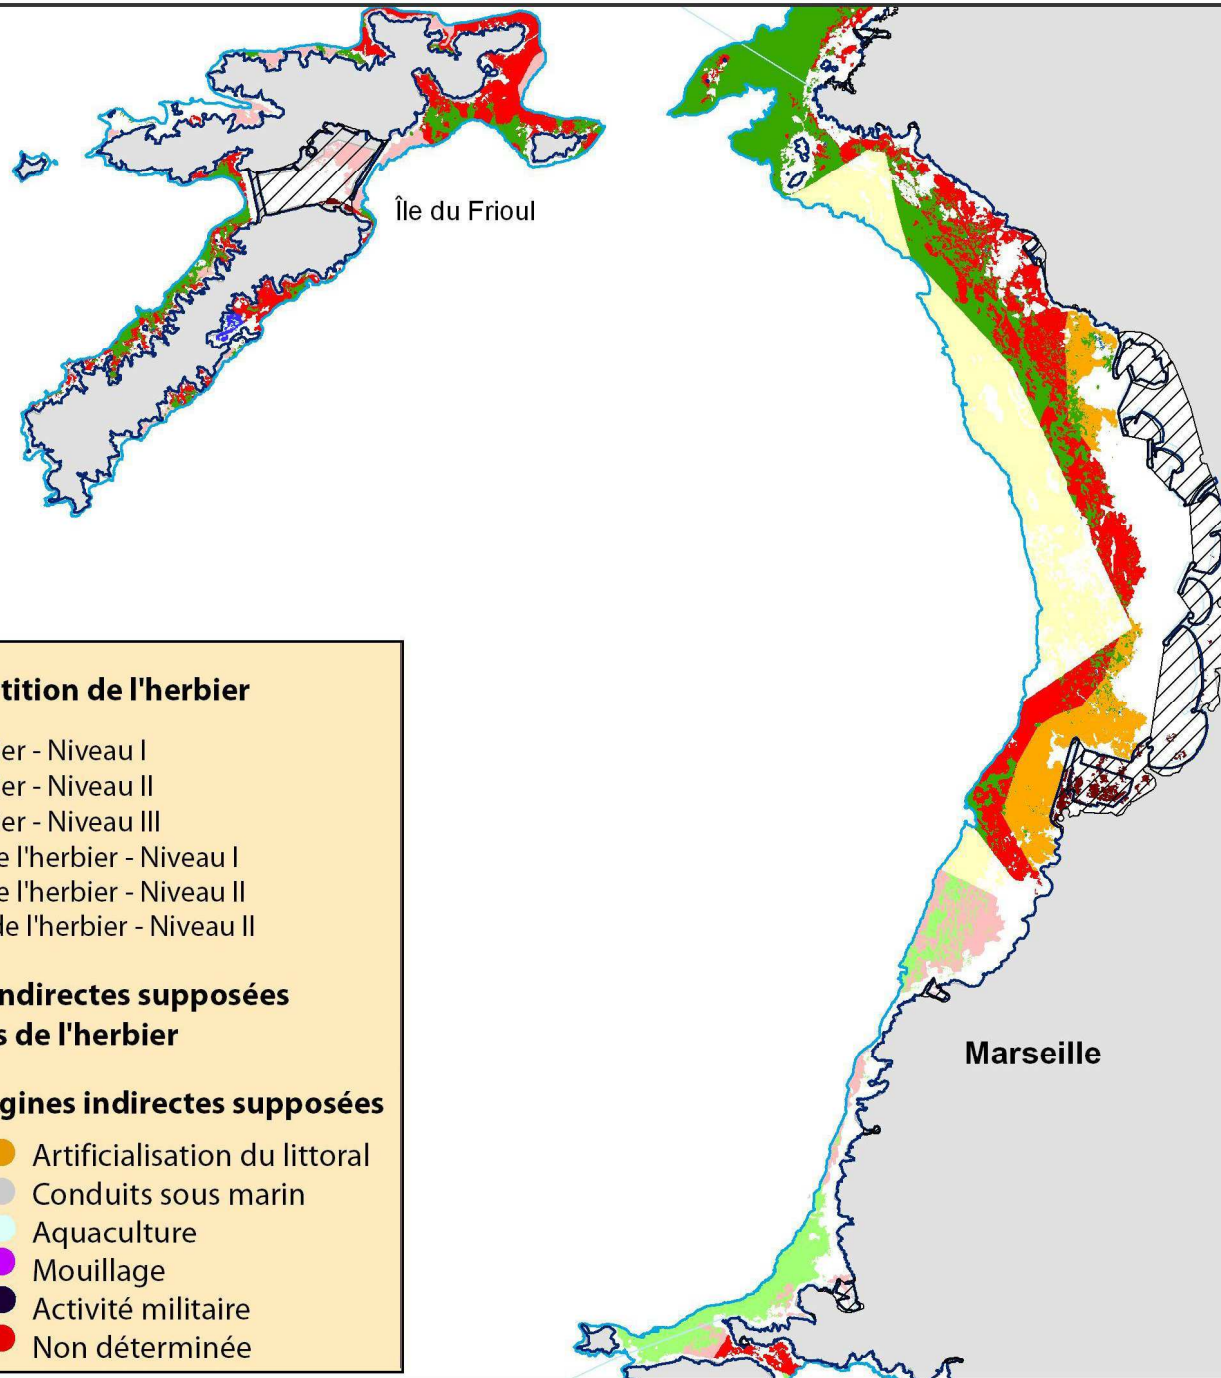 Île du Frioul
tition de l'herbier
er - Niveau I
er - Niveau II
er - Niveau III
e l'herbier - Niveau I
e l'herbier - Niveau II
de l'herbier - Niveau II
ndirectes supposées
s de l'herbier
gines indirectes supposées
Artificialisation du littoral
Conduits sous marin
Aquaculture
Mouillage
Activité militaire
Non déterminée
Marseille